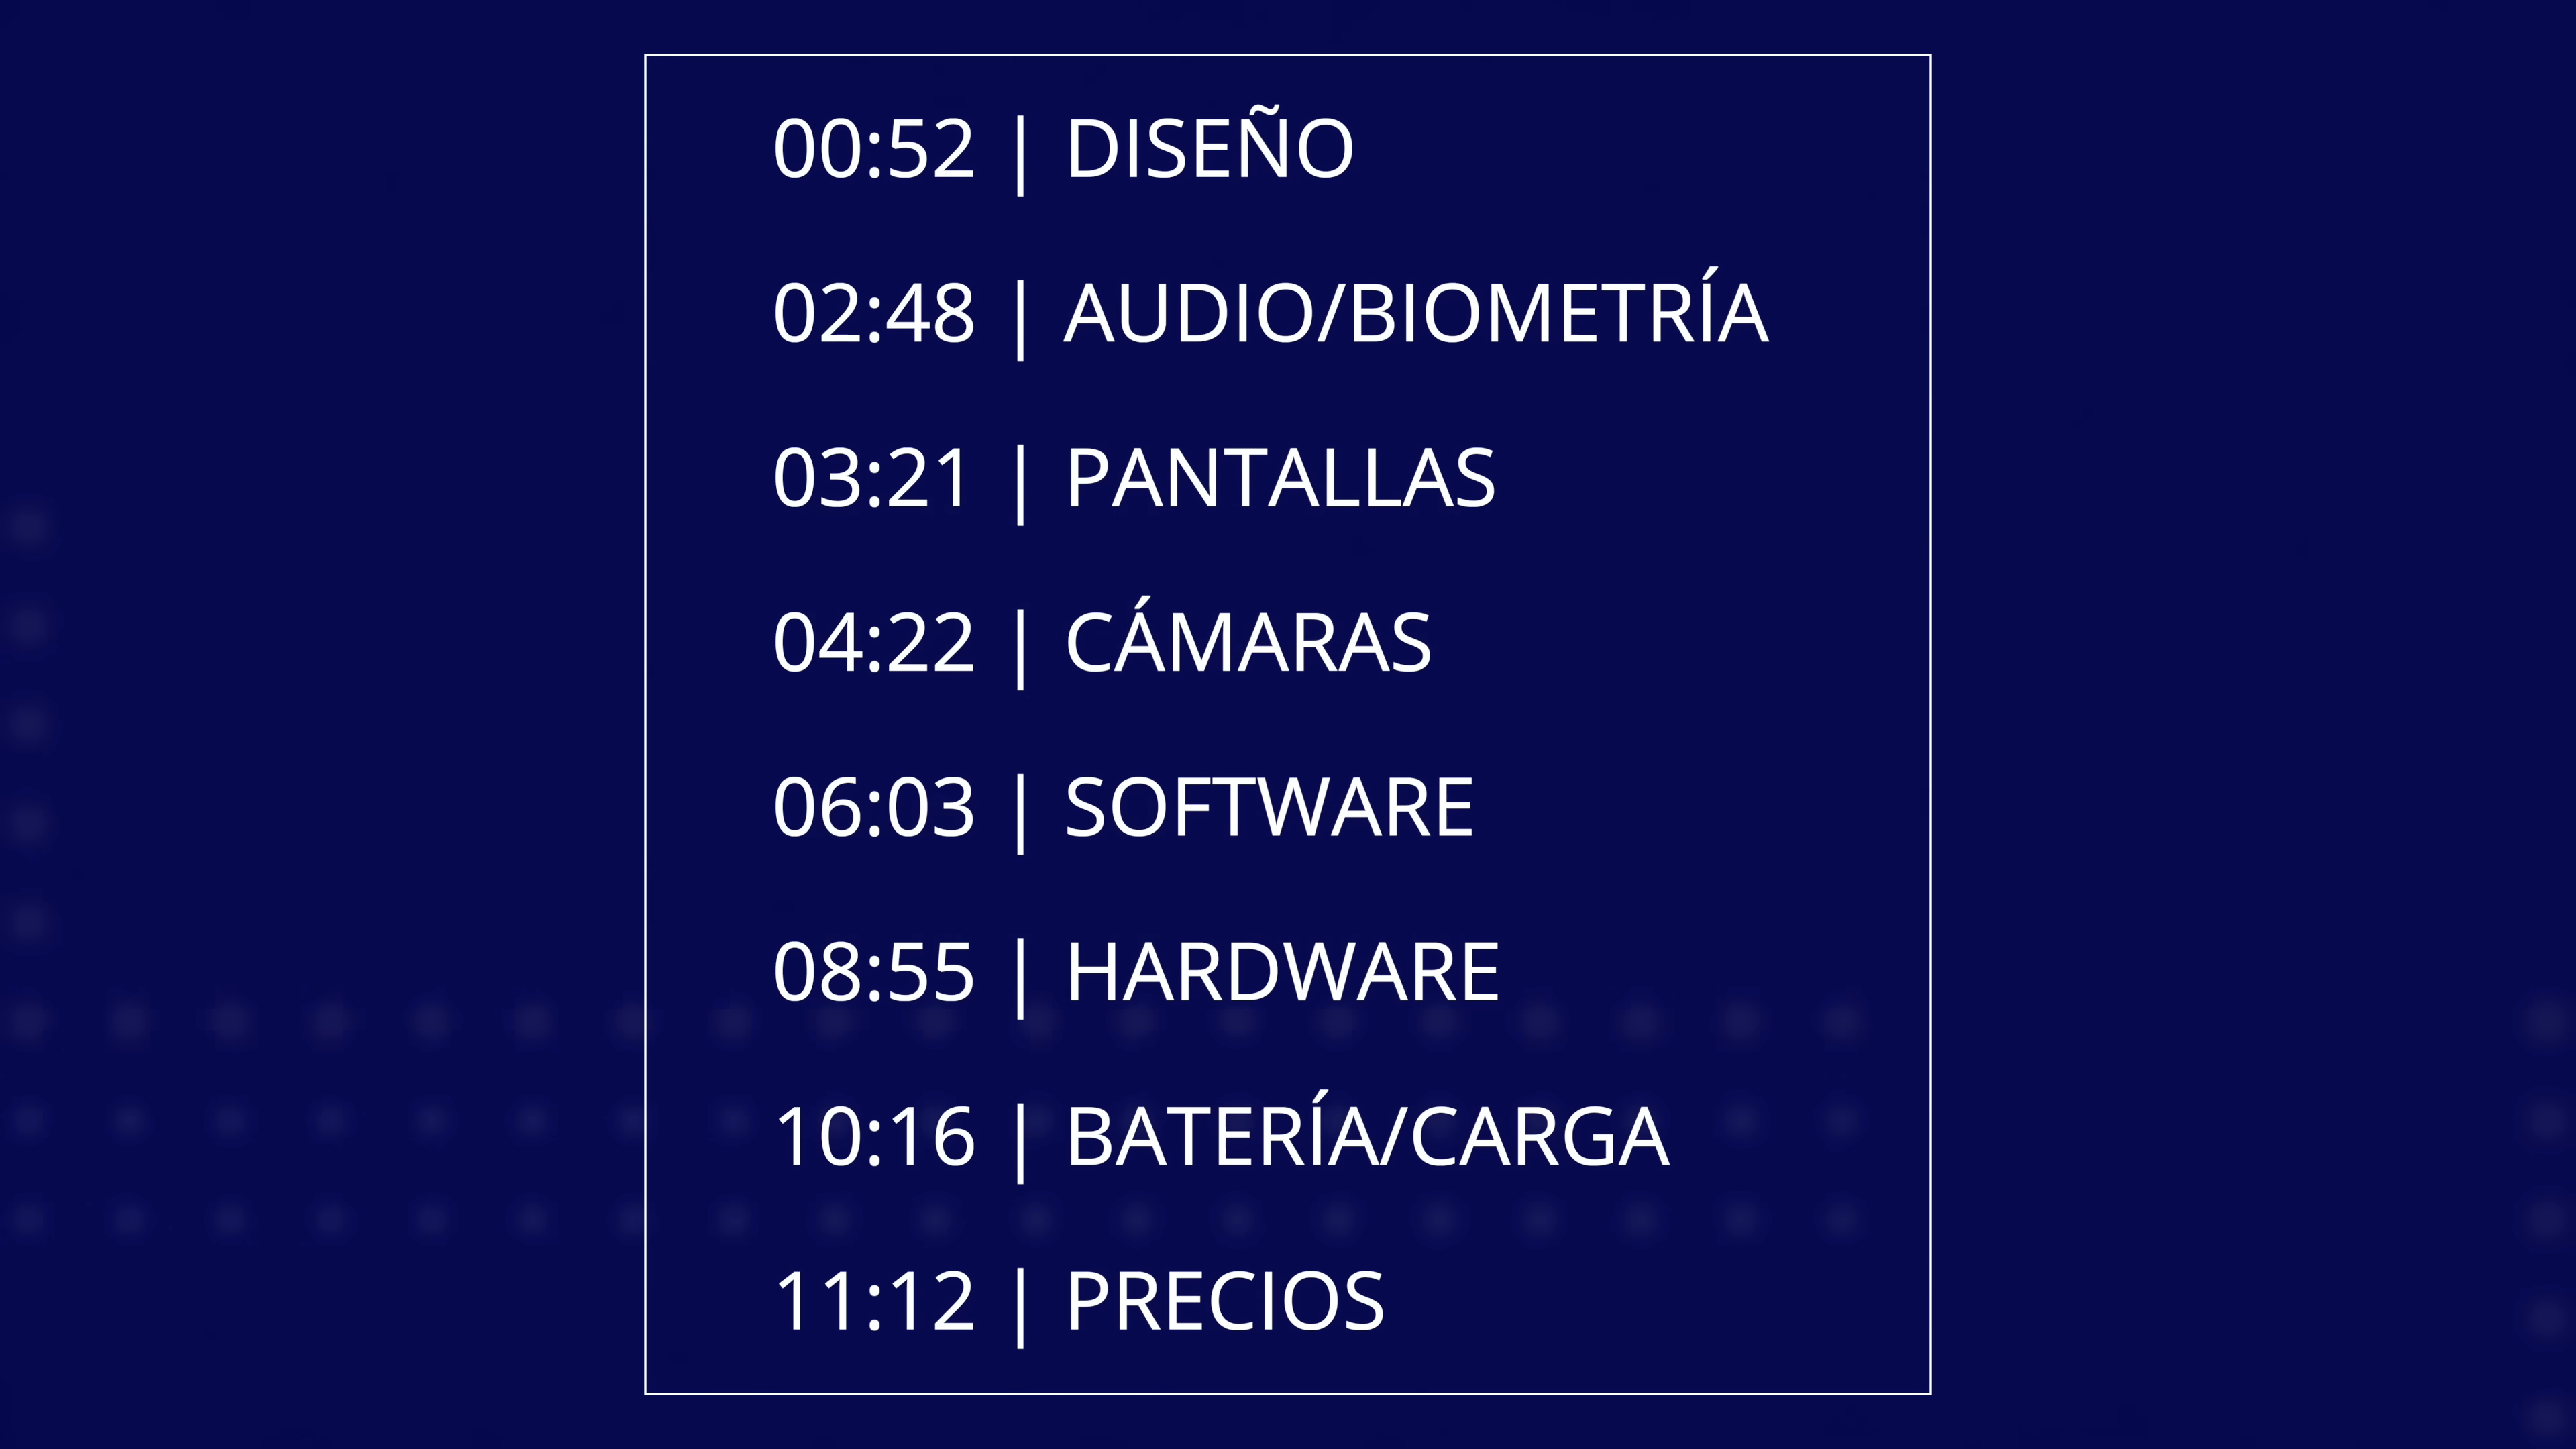 00:52 | DISEÑO
02:48 | AUDIO/BIOMETRÍA
03:21 | PANTALLAS
04:22 | CÁMARAS
06:03 | SOFTWARE
08:55 | HARDWARE
10:16 | BATERÍA/CARGA
11:12 | PRECIOS